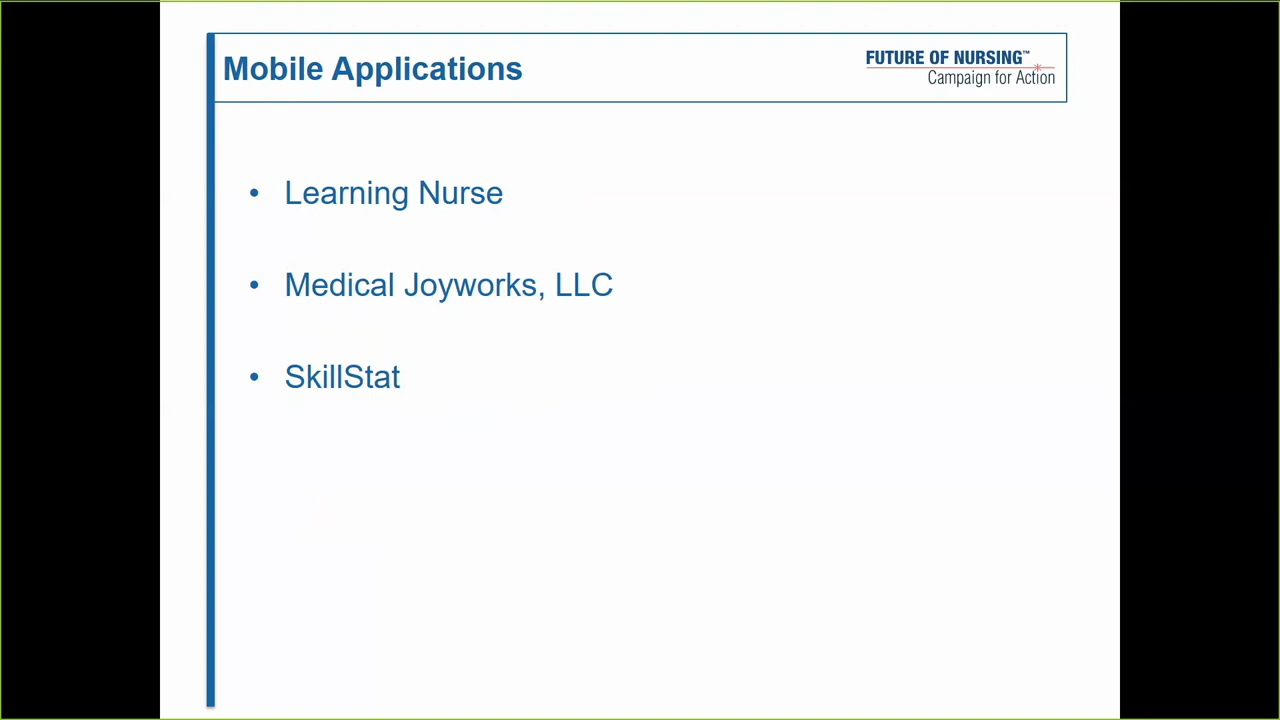 Mobile Applications
FUTURE OF NURSING™
Campaign for Action
• Learning Nurse
• Medical Joyworks, LLC
• SkillStat